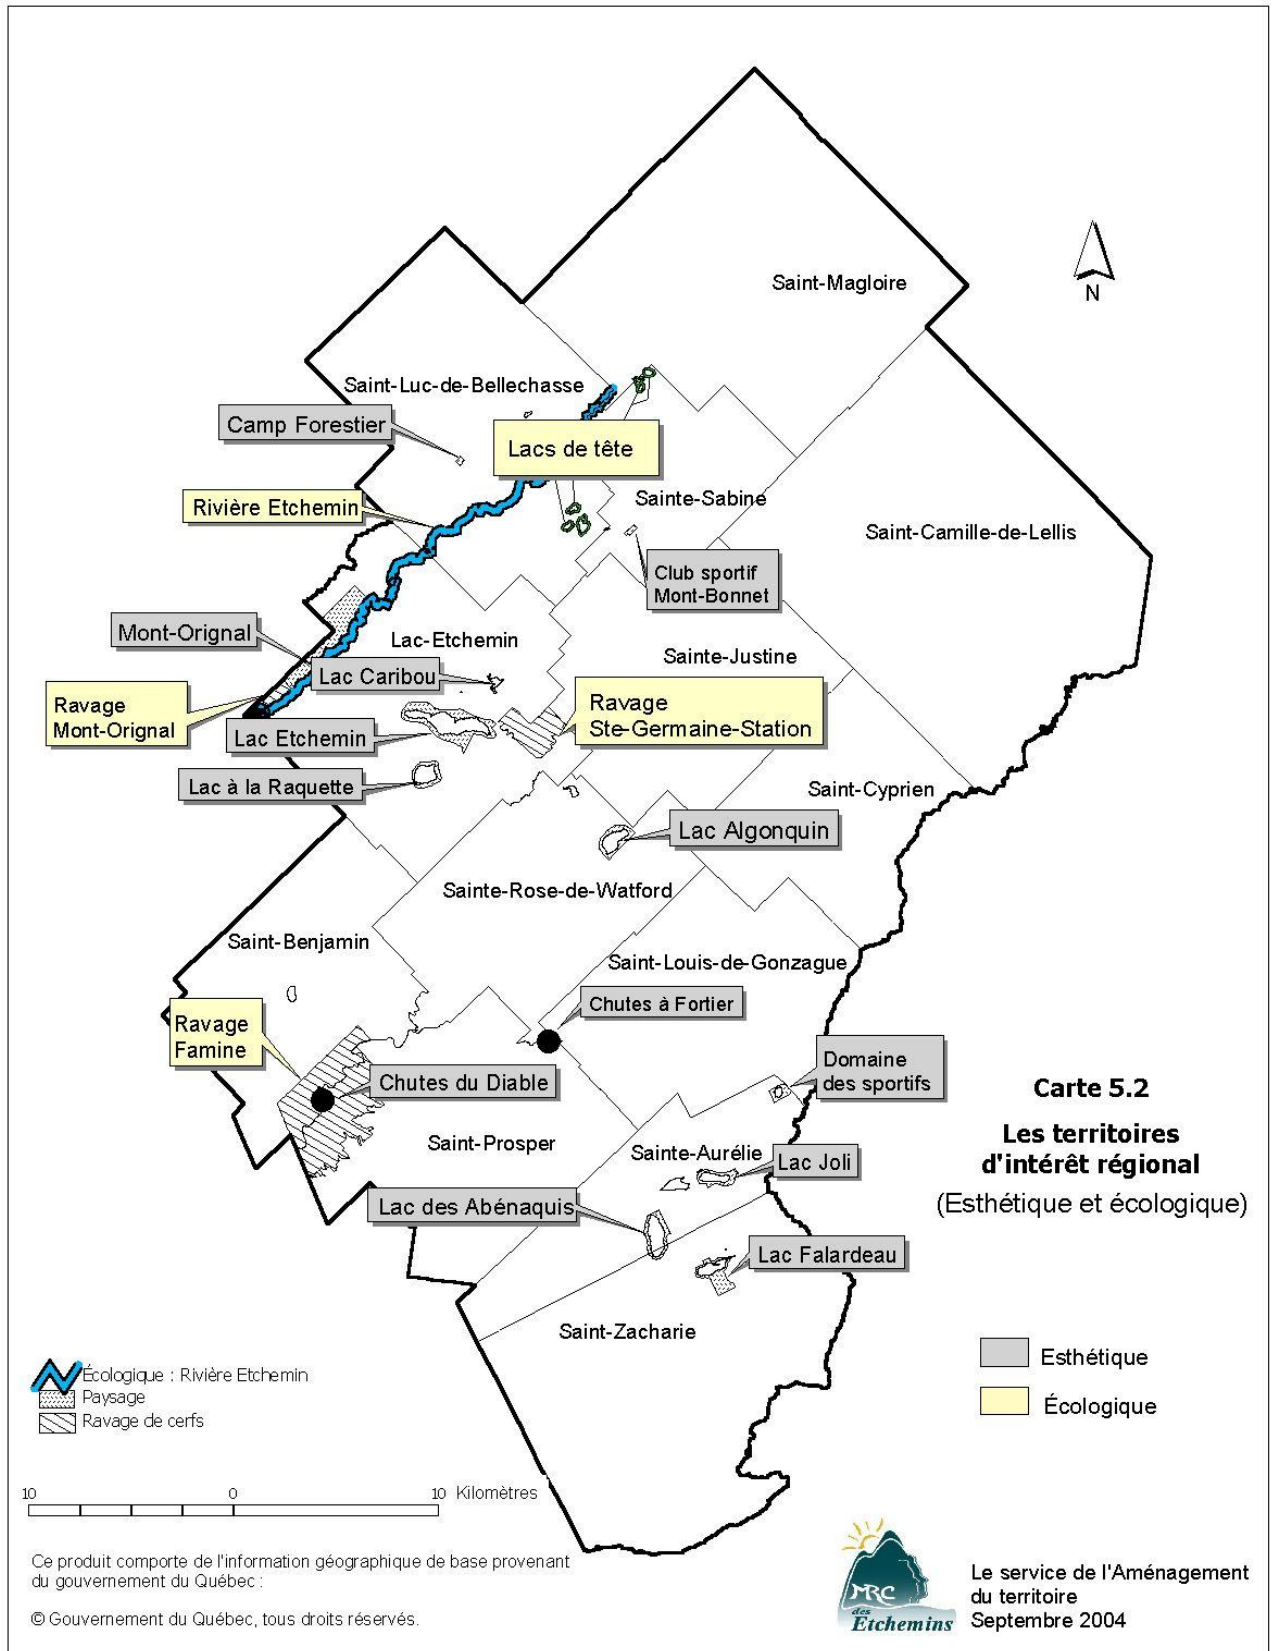 Saint-Magloire
N
Saint-Luc-de-Bellechasse
Camp Forestier
Lacs de tête
Rivière Etchemin
Sainte-Sabine
Saint-Camille-de-Lellis
Club sportif
Mont-Bonnet
Mont-Orignal
Lac-Etchemin
Sainte-Justine
Lac Caribou
Ravage
Mont-Orignal
Ravage
Ste-Germaine-Station
Lac Etchemin
Lac à la Raquette
Saint-Cyprien
Lac Algonquin
Sainte-Rose-de-Watford
Saint-Benjamin
Saint-Louis-de-Gonzague
Chutes à Fortier
Ravage
Famine
Domaine
des sportifs
Chutes du Diable
Carte 5.2
Les territoires
d'intérêt régional
(Esthétique et écologique)
Saint-Prosper
Sainte-Aurélie
Lac Joli
Lac des Abénaquis
Lac Falardeau
Saint-Zacharie
Esthétique
Écologique
Écologique : Rivière Etchemin
Paysage
Ravage de cerfs
10 0 10 Kilomètres
Ce produit comporte de l'information géographique de base provenant
du gouvernement du Québec :
© Gouvernement du Québec, tous droits réservés.
MRC
des
Etchemins
Le service de l'Aménagement
du territoire
Septembre 2004